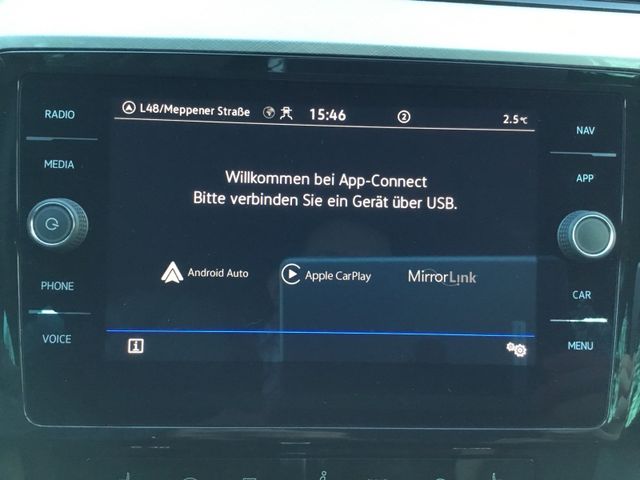 L48/Meppener Straße 15:46 2 2.5°C
RADIO
MEDIA
PHONE
VOICE
Willkommen bei App-Connect
Bitte verbinden Sie ein Gerät über USB.
Android Auto Apple CarPlay MirrorLink
i
NAV
APP
CAR
MENU